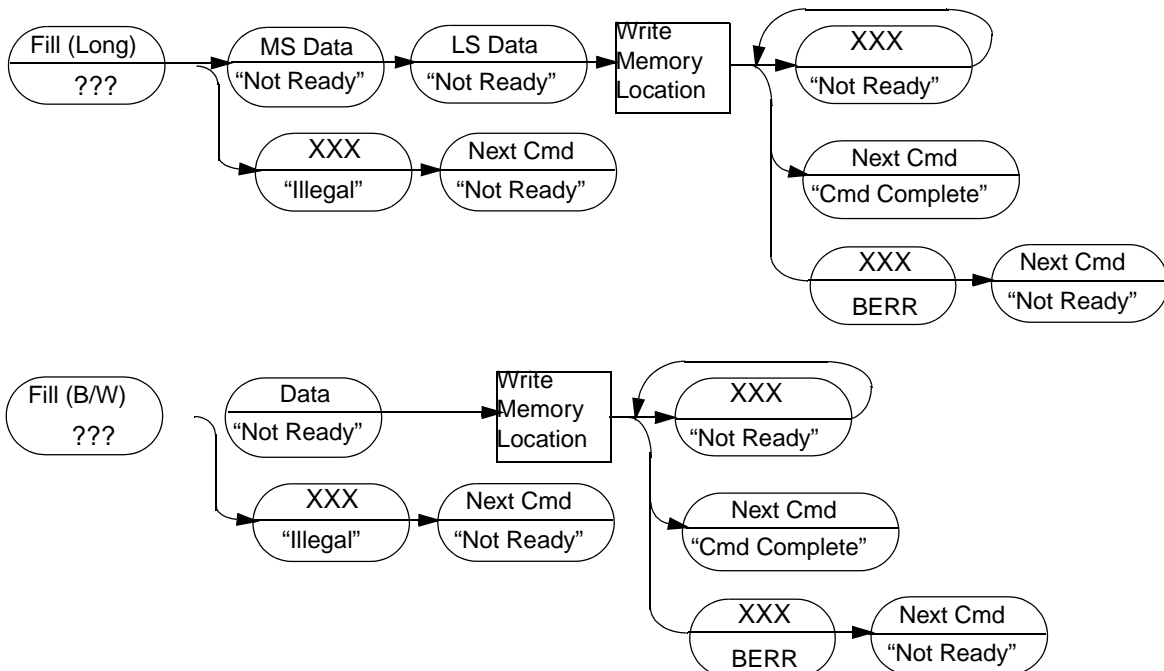 Fill (Long)
???
MS Data
“Not Ready”
LS Data
“Not Ready”
Write
Memory
Location
XXX
“Not Ready”
XXX
“Illegal”
Next Cmd
“Not Ready”
Next Cmd
“Cmd Complete”
XXX
BERR
Next Cmd
“Not Ready”
Fill (B/W)
???
Data
“Not Ready”
Write
Memory
Location
XXX
“Not Ready”
XXX
“Illegal”
Next Cmd
“Not Ready”
Next Cmd
“Cmd Complete”
XXX
BERR
Next Cmd
“Not Ready”